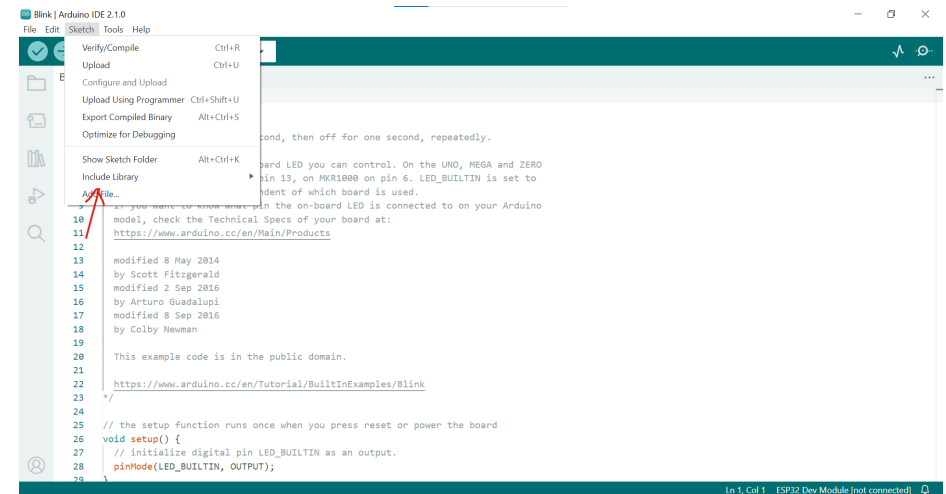 Blink | Arduino IDE 2.1.0
File Edit Sketch Tools Help
Verify/Compile Ctrl+R
Upload Ctrl+U
Configure and Upload
Upload Using Programmer Ctrl+Shift+U
Export Compiled Binary Alt+Ctrl+S
Optimize for Debugging
cond, then off for one second, repeatedly.
Show Sketch Folder Alt+Ctrl+K
oard LED you can control. On the UNO, MEGA and ZERO
Include Library
pin 13, on MKR1000 on pin 6. LED_BUILTIN is set to
Add File...
ndent of which board is used.
9 If you want to know what pin the on-board LED is connected to on your Arduino
10 model, check the Technical Specs of your board at:
11 https://www.arduino.cc/en/Main/Products
12
13 modified 8 May 2014
14 by Scott Fitzgerald
15 modified 2 Sep 2016
16 by Arturo Guadalupi
17 modified 8 Sep 2016
18 by Colby Newman
19
20 This example code is in the public domain.
21
22 https://www.arduino.cc/en/Tutorial/BuiltInExamples/Blink
23 */
24
25 // the setup function runs once when you press reset or power the board
26 void setup() {
27 // initialize digital pin LED_BUILTIN as an output.
28 pinMode(LED_BUILTIN, OUTPUT);
29 }
Ln 1, Col 1 ESP32 Dev Module [not connected]